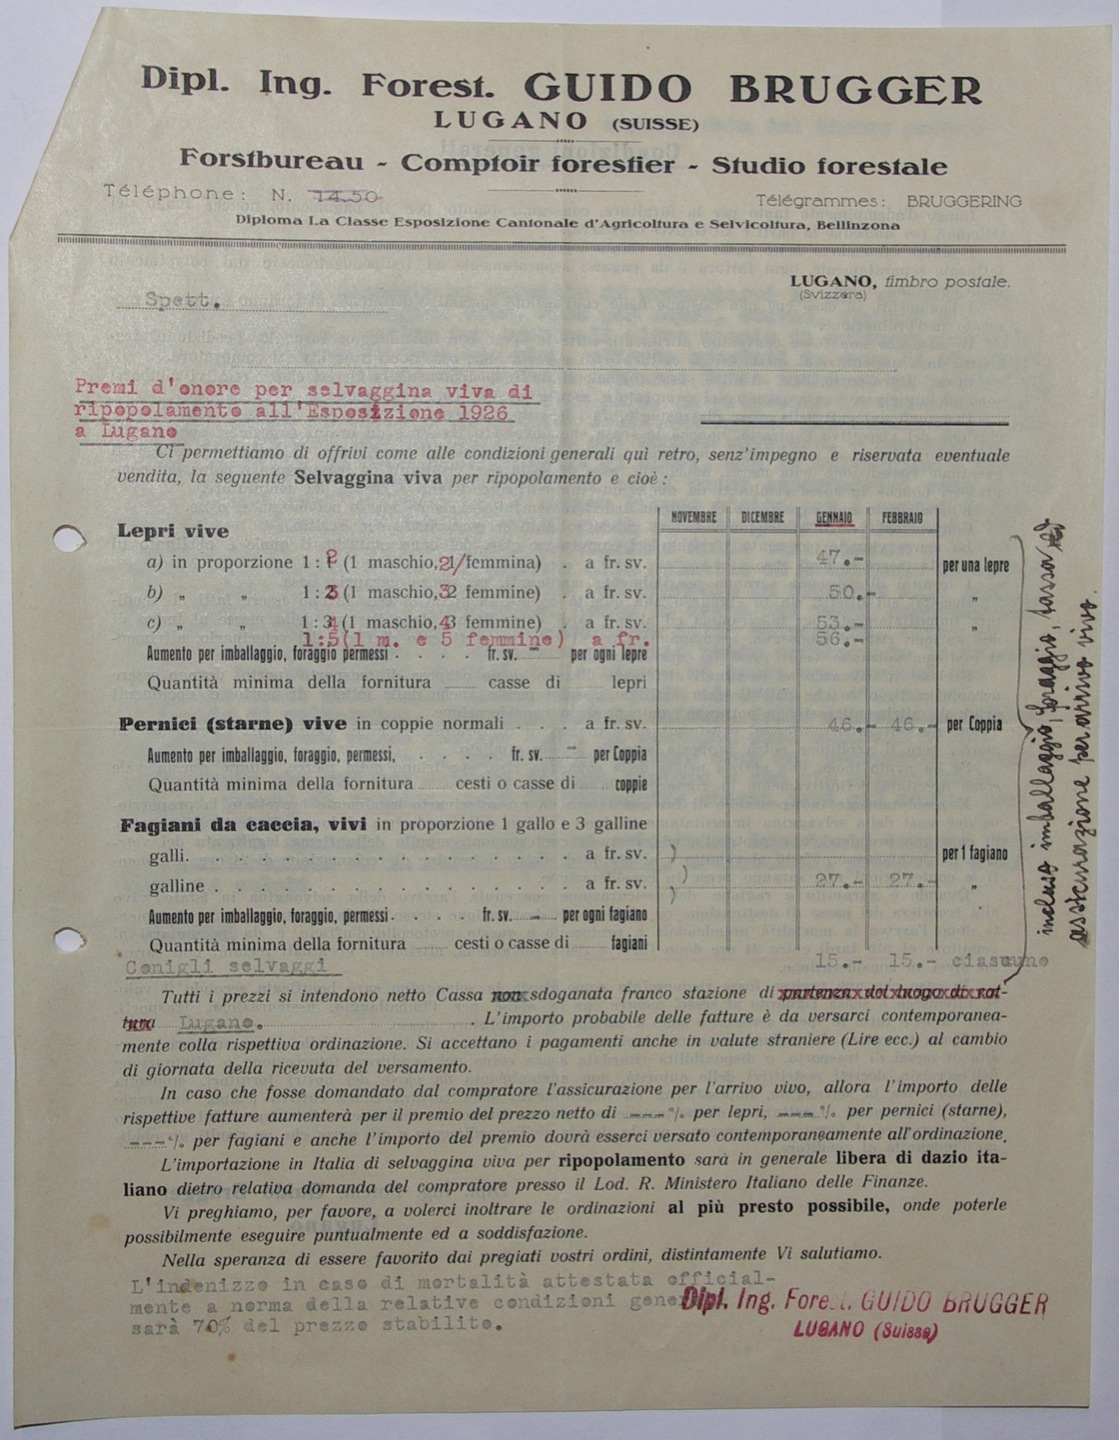 Dipl. Ing. Forest. GUIDO BRUGGER
LUGANO (SUISSE)
Forstbureau - Comptoir forestier - Studio forestale
Téléphone: N. 14.50
Télégrammes: BRUGGERING
Diploma I.a Classe Esposizione Cantonale d'Agricoltura e Selvicoltura, Bellinzona
LUGANO, timbro postale.
(Svizzera)
Spett.
Premi d'onore per selvaggina viva di
ripopolamento all'Esposizione 1926
a Lugano
Ci permettiamo di offrirvi come alle condizioni generali qui retro, senz'impegno e riservata eventuale
vendita, la seguente Selvaggina viva per ripopolamento e cioè:
NOVEMBRE DICEMBRE GENNAIO FEBBRAIO
Lepri vive
a) in proporzione 1: (1 maschio, 1/femmina) . a fr. sv. 47.- per una lepre
b) „ „ 1:3 (1 maschio, 2 femmine) . a fr. sv. 50.- „
c) „ „ 1:3 (1 maschio, 3 femmine) . a fr. sv. 53.- „
1:5(1 m. e 5 femmine) a fr. 56.-
Aumento per imballaggio, foraggio permessi . . . . fr. sv. — per ogni lepre
Quantità minima della fornitura casse di lepri
Pernici (starne) vive in coppie normali . . . a fr. sv. 46.- 46.- per Coppia
Aumento per imballaggio, foraggio, permessi, . . . . fr. sv. — per Coppia
Quantità minima della fornitura cesti o casse di coppie
Fagiani da caccia, vivi in proporzione 1 gallo e 3 galline
galli. . . . . . . . . . . . . . . . a fr. sv. ) per 1 fagiano
galline . . . . . . . . . . . . . . . a fr. sv. ) 27.- 27.- „
Aumento per imballaggio, foraggio, permessi . . . . fr. sv. — per ogni fagiano
Quantità minima della fornitura cesti o casse di fagiani
Conigli selvaggi 15.- 15.- ciascuno
incluso imballaggio, foraggio, tassa
assicurazione per arrivo vivo.
Tutti i prezzi si intendono netto Cassa non sdoganata franco stazione di partenza del luogo di cat-
tura Lugano. . L'importo probabile delle fatture è da versarci contemporanea-
mente colla rispettiva ordinazione. Si accettano i pagamenti anche in valute straniere (Lire ecc.) al cambio
di giornata della ricevuta del versamento.
In caso che fosse domandato dal compratore l'assicurazione per l'arrivo vivo, allora l'importo delle
rispettive fatture aumenterà per il premio del prezzo netto di ---% per lepri, ---% per pernici (starne),
---% per fagiani e anche l'importo del premio dovrà esserci versato contemporaneamente all'ordinazione.
L'importazione in Italia di selvaggina viva per ripopolamento sarà in generale libera di dazio ita-
liano dietro relativa domanda del compratore presso il Lod. R. Ministero Italiano delle Finanze.
Vi preghiamo, per favore, a volerci inoltrare le ordinazioni al più presto possibile, onde poterle
possibilmente eseguire puntualmente ed a soddisfazione.
Nella speranza di essere favorito dai pregiati vostri ordini, distintamente Vi salutiamo.
L'indenizzo in caso di mortalità attestata official-
mente a norma della relative condizioni gene
sarà 70% del prezzo stabilito.
Dipl. Ing. Forest. GUIDO BRUGGER
LUGANO (Suisse)